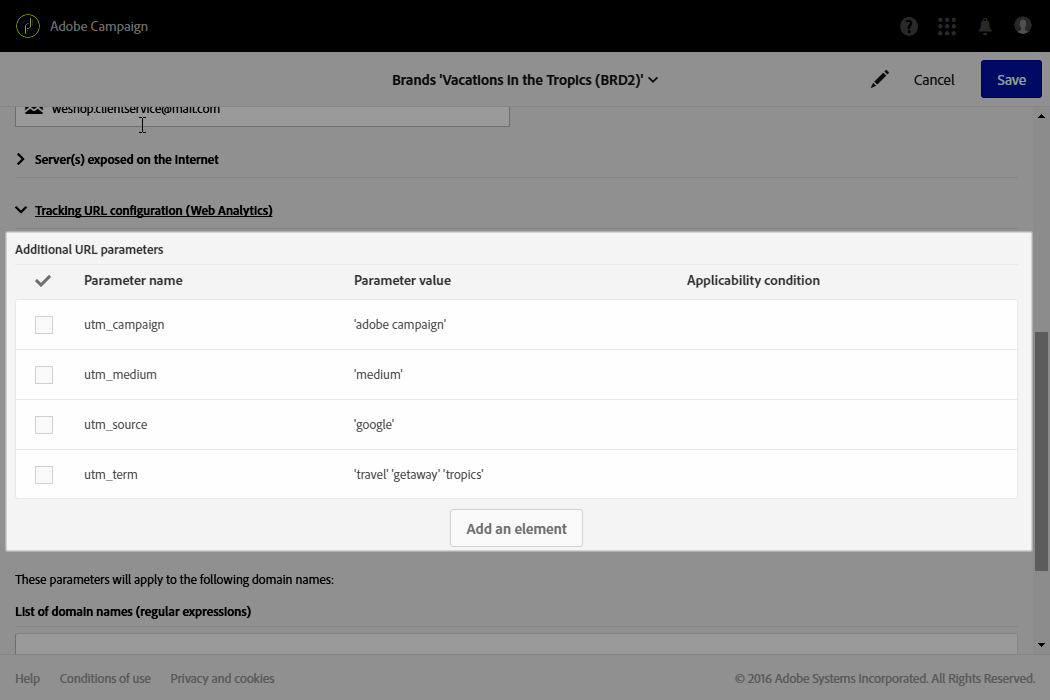 Adobe Campaign
?
Brands 'Vacations in the Tropics (BRD2)'
Cancel
Save
weshop.clientservice@mail.com
Server(s) exposed on the Internet
Tracking URL configuration (Web Analytics)
Additional URL parameters
Parameter name Parameter value Applicability condition
utm_campaign 'adobe campaign'
utm_medium 'medium'
utm_source 'google'
utm_term 'travel' 'getaway' 'tropics'
Add an element
These parameters will apply to the following domain names:
List of domain names (regular expressions)
Help Conditions of use Privacy and cookies © 2016 Adobe Systems Incorporated. All Rights Reserved.